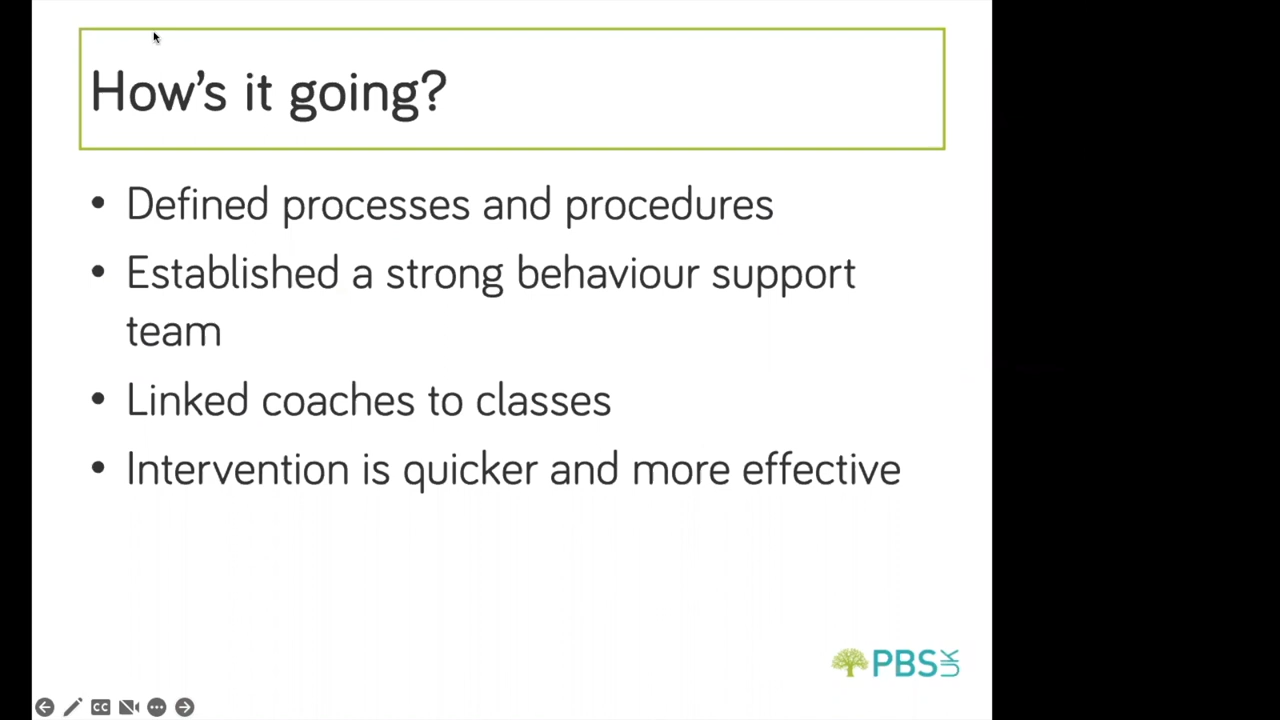 How's it going?
• Defined processes and procedures
• Established a strong behaviour support
team
• Linked coaches to classes
• Intervention is quicker and more effective
PBS UK
CC